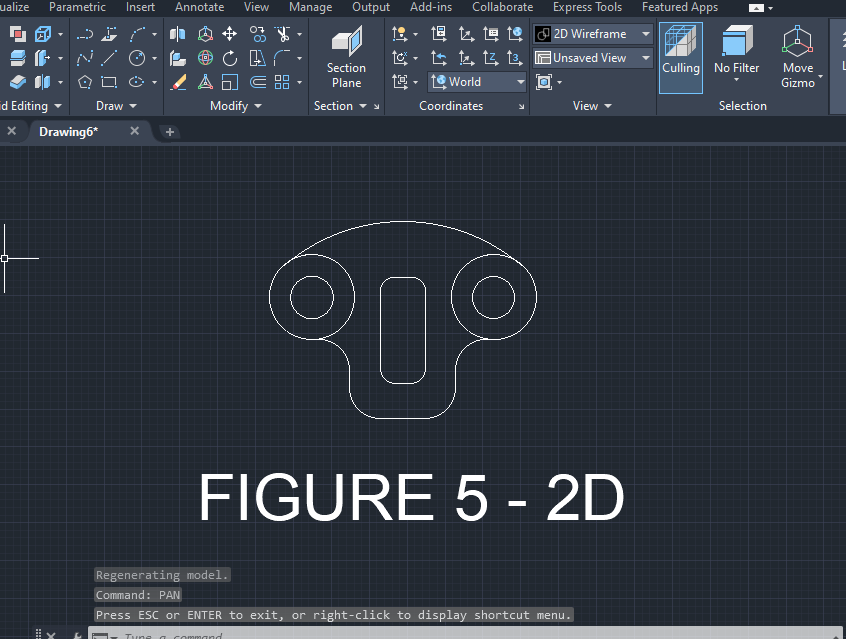 ualize Parametric Insert Annotate View Manage Output Add-ins Collaborate Express Tools Featured Apps
2D Wireframe
Unsaved View
Section Plane
World
Culling
No Filter
Move Gizmo
id Editing Draw Modify Section Coordinates View Selection
Drawing6*
FIGURE 5 - 2D
Regenerating model.
Command: PAN
Press ESC or ENTER to exit, or right-click to display shortcut menu.
Type a command